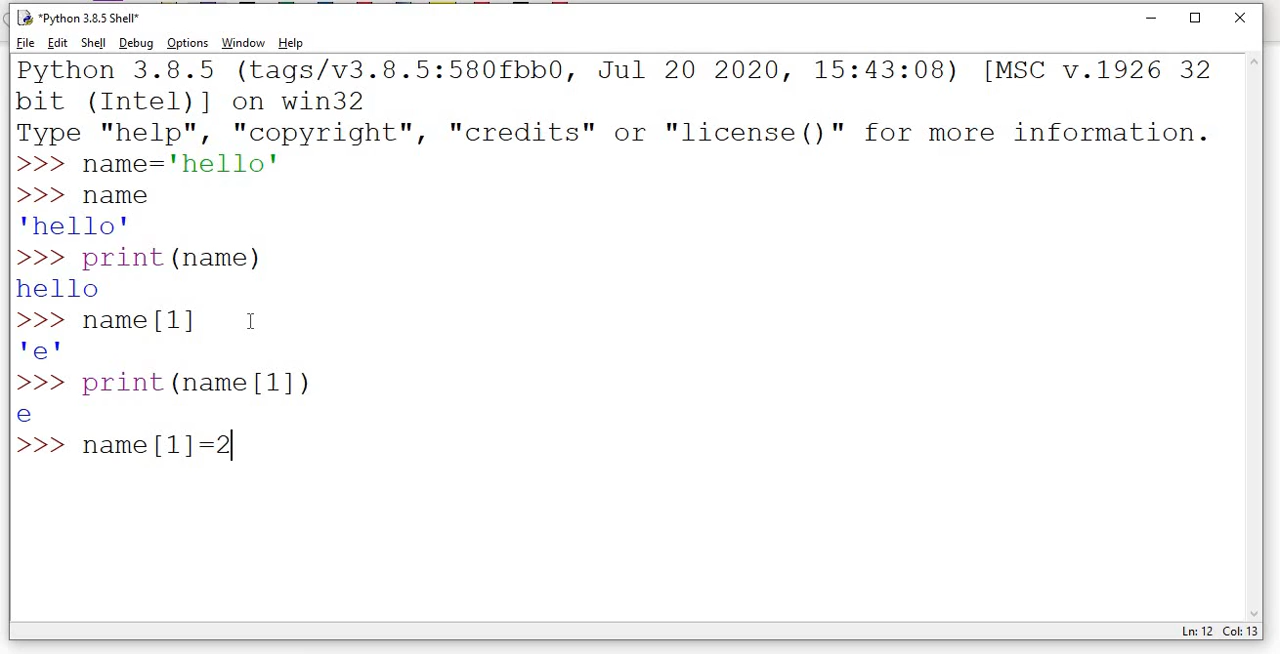 *Python 3.8.5 Shell*
File Edit Shell Debug Options Window Help
Python 3.8.5 (tags/v3.8.5:580fbb0, Jul 20 2020, 15:43:08) [MSC v.1926 32
bit (Intel)] on win32
Type "help", "copyright", "credits" or "license()" for more information.
>>> name='hello'
>>> name
'hello'
>>> print(name)
hello
>>> name[1]
'e'
>>> print(name[1])
e
>>> name[1]=2
Ln: 12 Col: 13